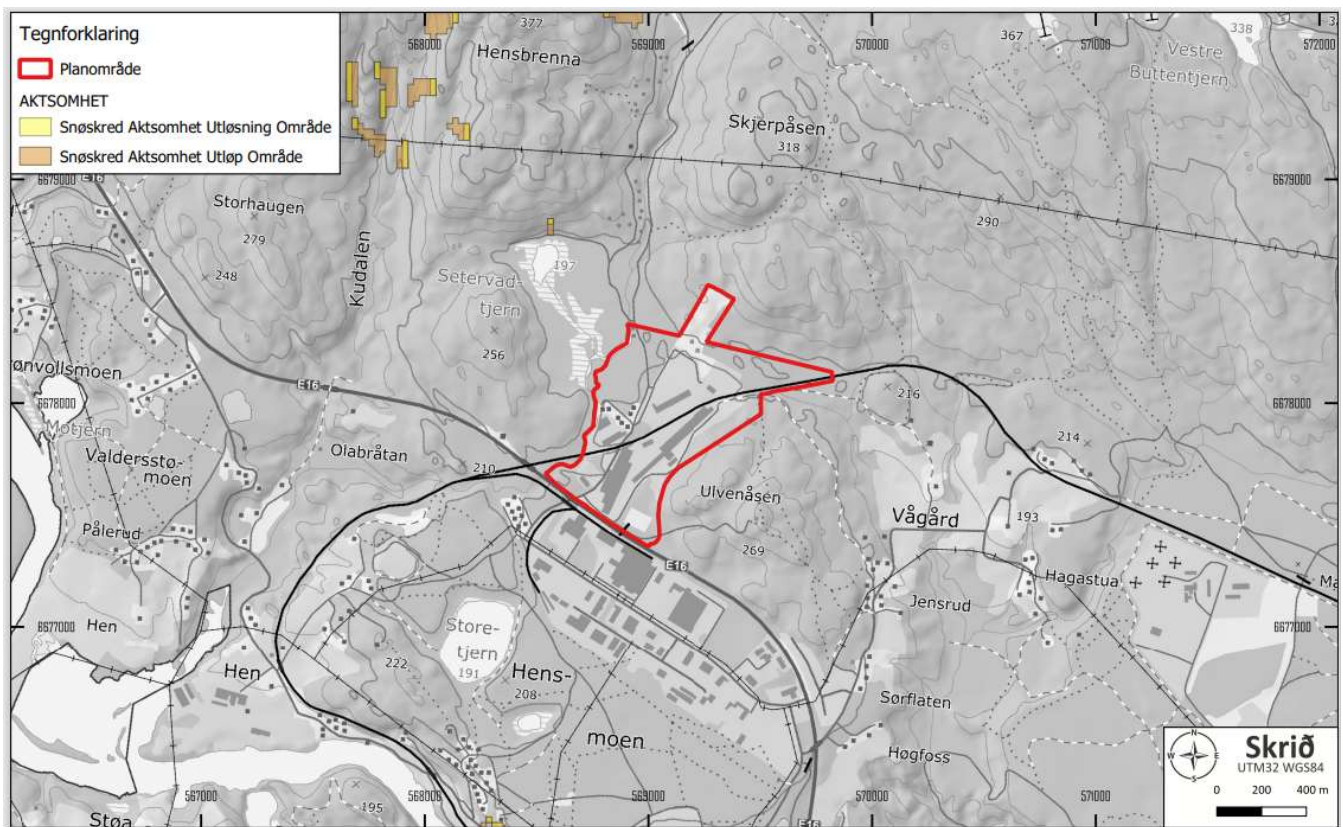 Tegnforklaring
Planområde
AKTSOMHET
Snøskred Aktsomhet Utløsning Område
Snøskred Aktsomhet Utløp Område
377
568000
Hensbrenna
569000
570000
367
571000
338
572000
Vestre
Buttentjern
Skjerpåsen
318
6679000
E16
6679000
Storhaugen
279
290
Kudalen
248
197
Setervad-
tjern
256
E16
6678000
216
6678000
Motjern
Valdersstø-
moen
Olabråtan
210
214
Ulvenåsen
Vågård
193
Pålerud
269
E16
Hagastua
Jensrud
6677000
Hen
Store-
tjern
191
6677000
Hen
222
Hens-
208
Sørflaten
moen
Høgfoss
Skrið
UTM32 WGS84
N
W
E
S
0 200 400 m
567000
568000
195
569000
570000
571000
Støa
E16